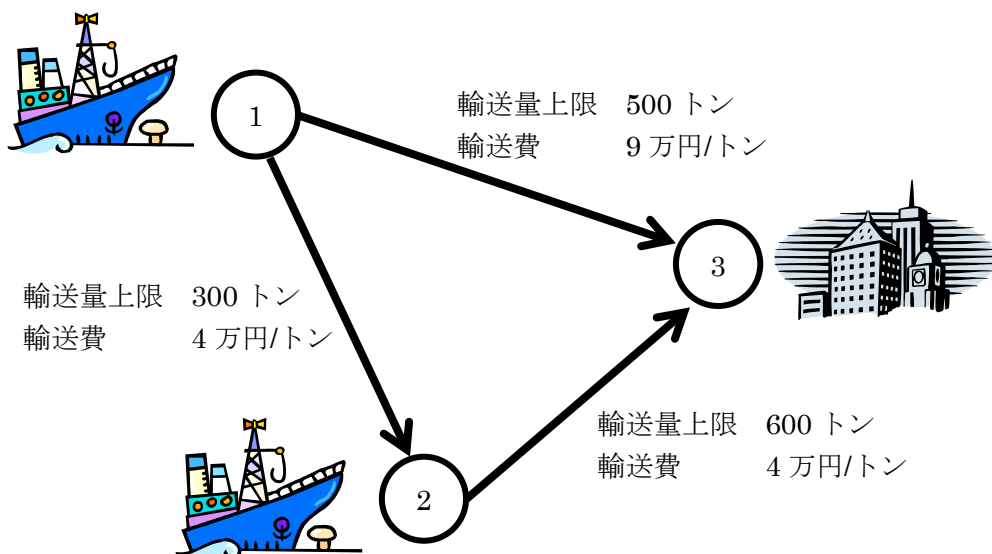 1
輸送量上限 500 トン
輸送費 9 万円/トン
3
輸送量上限 300 トン
輸送費 4 万円/トン
輸送量上限 600 トン
輸送費 4 万円/トン
2